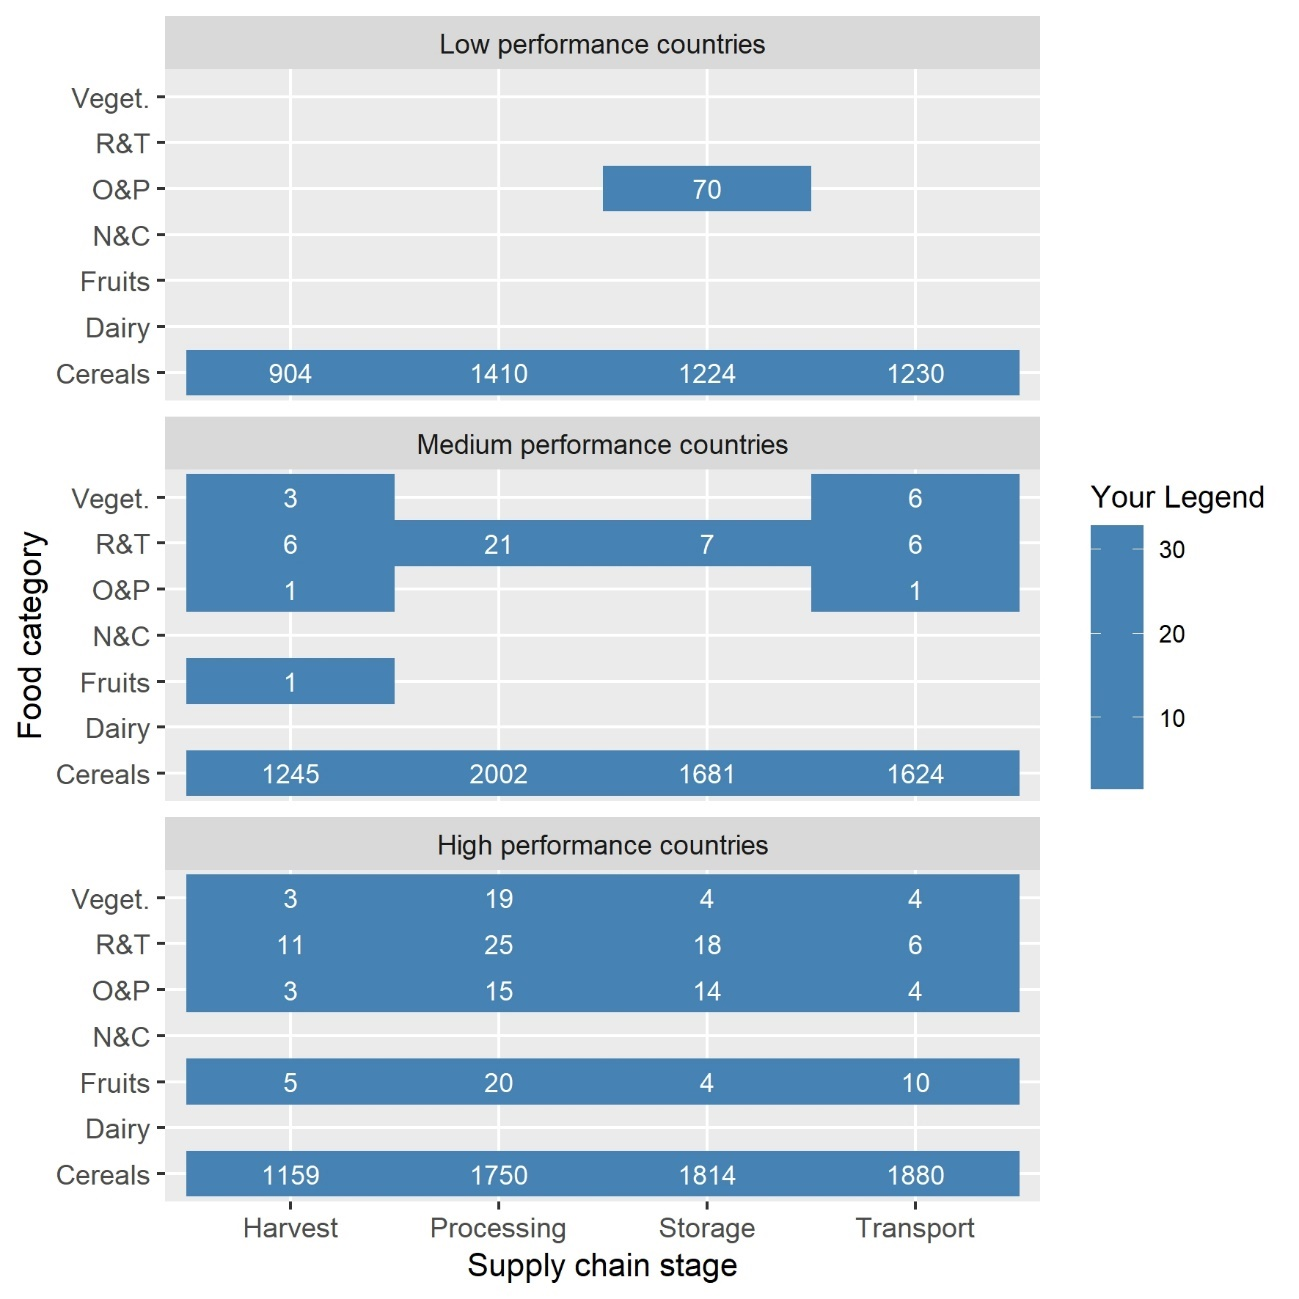 Low performance countries
Veget.
R&T
O&P 70
N&C
Fruits
Dairy
Cereals 904 1410 1224 1230
Medium performance countries
Veget. 3 6
R&T 6 21 7 6
O&P 1 1
N&C
Fruits 1
Dairy
Cereals 1245 2002 1681 1624
High performance countries
Veget. 3 19 4 4
R&T 11 25 18 6
O&P 3 15 14 4
N&C
Fruits 5 20 4 10
Dairy
Cereals 1159 1750 1814 1880
Harvest Processing Storage Transport
Supply chain stage
Food category
Your Legend
30
20
10